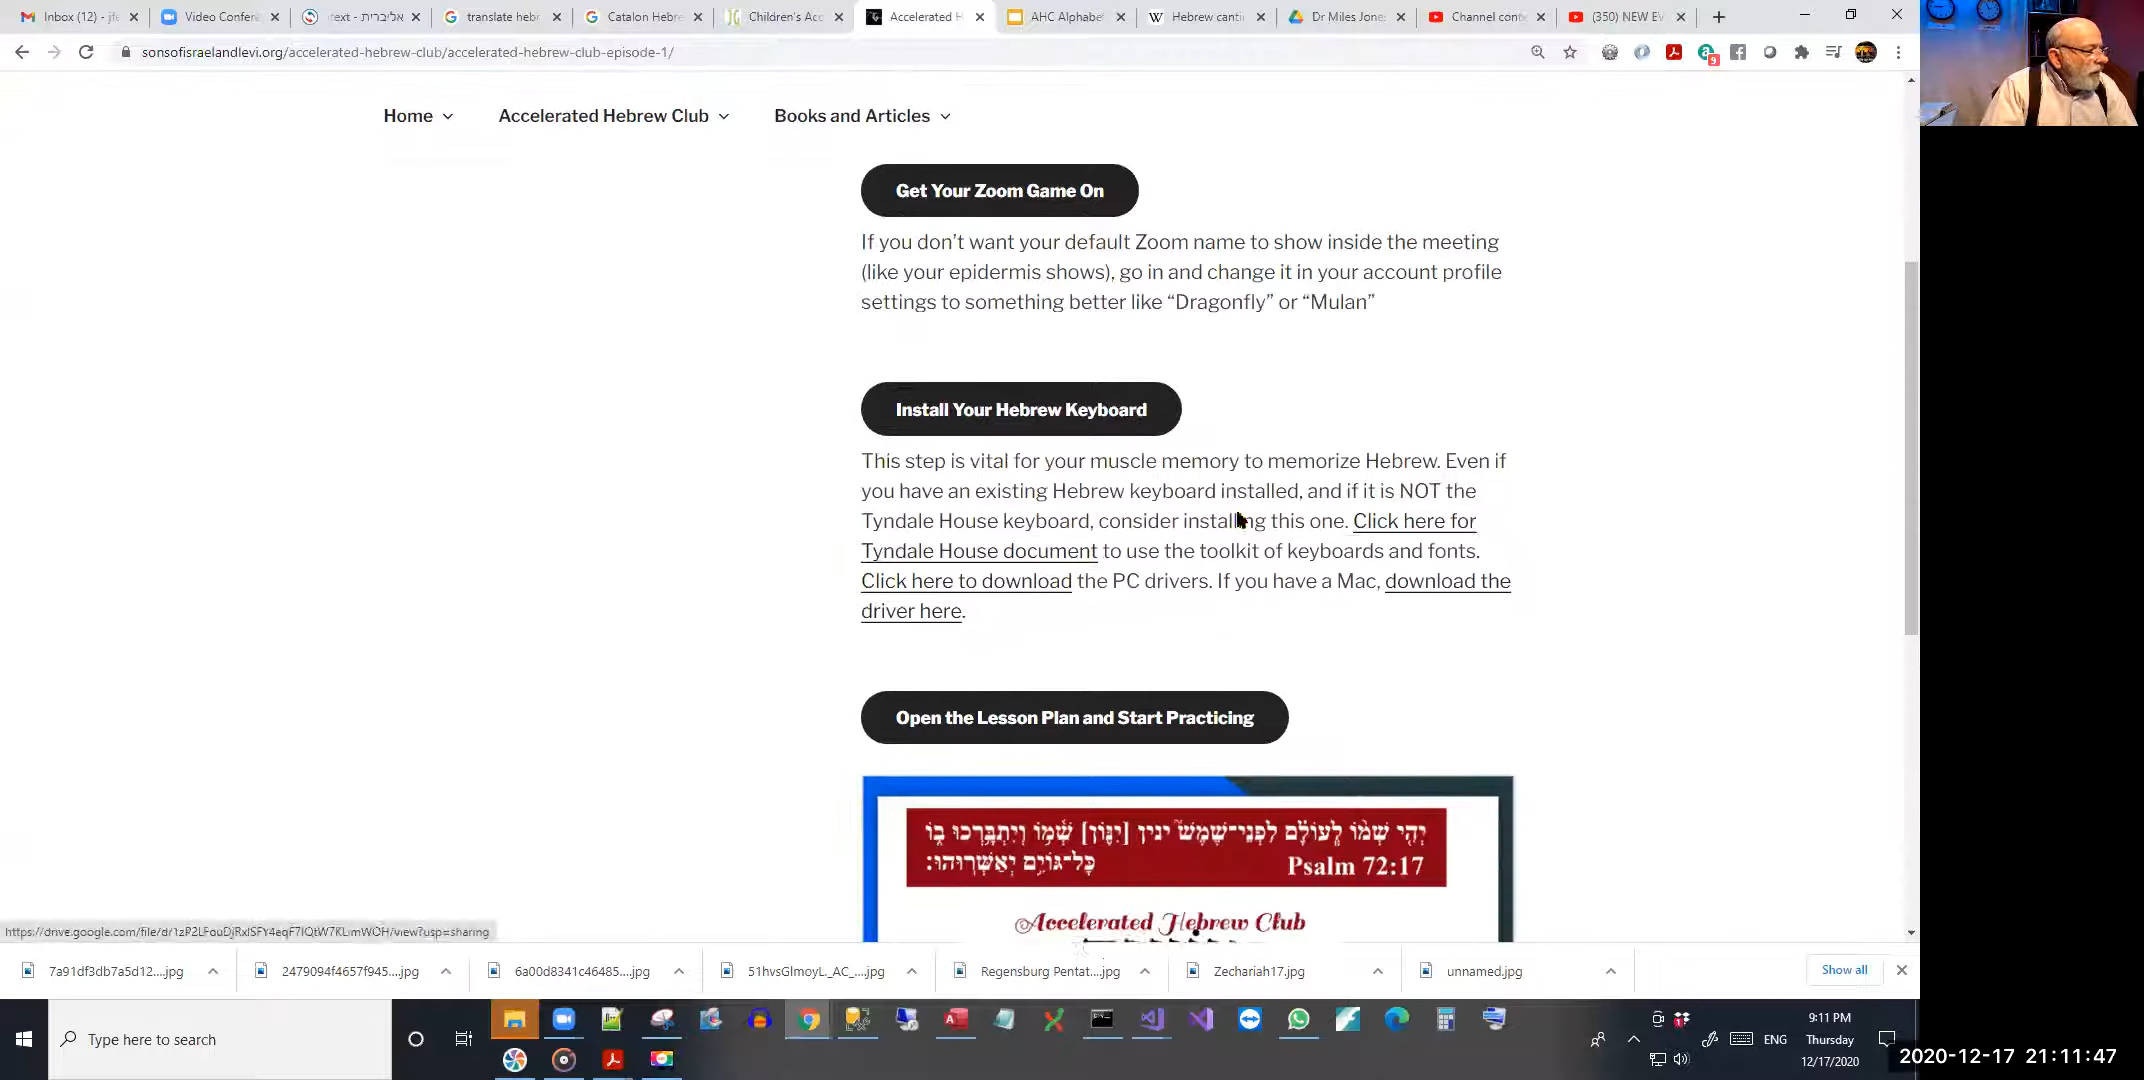 Inbox (12) - jfe
Video Confer
text - אליברית
translate hebr
Catalon Hebre
Children's Acc
Accelerated H
AHC Alphabet
Hebrew canti
Dr Miles Jone
Channel conte
(350) NEW Ev
sonsofisraelandlevi.org/accelerated-hebrew-club/accelerated-hebrew-club-episode-1/
9
Home
Accelerated Hebrew Club
Books and Articles
Get Your Zoom Game On
If you don't want your default Zoom name to show inside the meeting
(like your epidermis shows), go in and change it in your account profile
settings to something better like “Dragonfly” or “Mulan”
Install Your Hebrew Keyboard
This step is vital for your muscle memory to memorize Hebrew. Even if
you have an existing Hebrew keyboard installed, and if it is NOT the
Tyndale House keyboard, consider installing this one. Click here for
Tyndale House document to use the toolkit of keyboards and fonts.
Click here to download the PC drivers. If you have a Mac, download the
driver here.
Open the Lesson Plan and Start Practicing
יְהִ֤י שְׁמ֨וֹ לְֽעוֹלָ֗ם לִפְנֵי־שֶׁמֶשׁ֮ ינין [יִנּ֪וֹן] שְׁמ֥וֹ וְיִתְבָּ֥רְכוּ ב֑וֹ
כָּל־גּוֹיִ֥ם יְאַשְּׁרֽוּהוּ׃
Psalm 72:17
Accelerated Hebrew Club
7a91df3db7a5d12....jpg
2479094f4657f945....jpg
6a00d8341c46485....jpg
51hvsGlmoyL._AC_....jpg
Regensburg Pentat....jpg
Zechariah17.jpg
unnamed.jpg
Show all
Type here to search
ENG
9:11 PM
Thursday
12/17/2020
2020-12-17 21:11:47